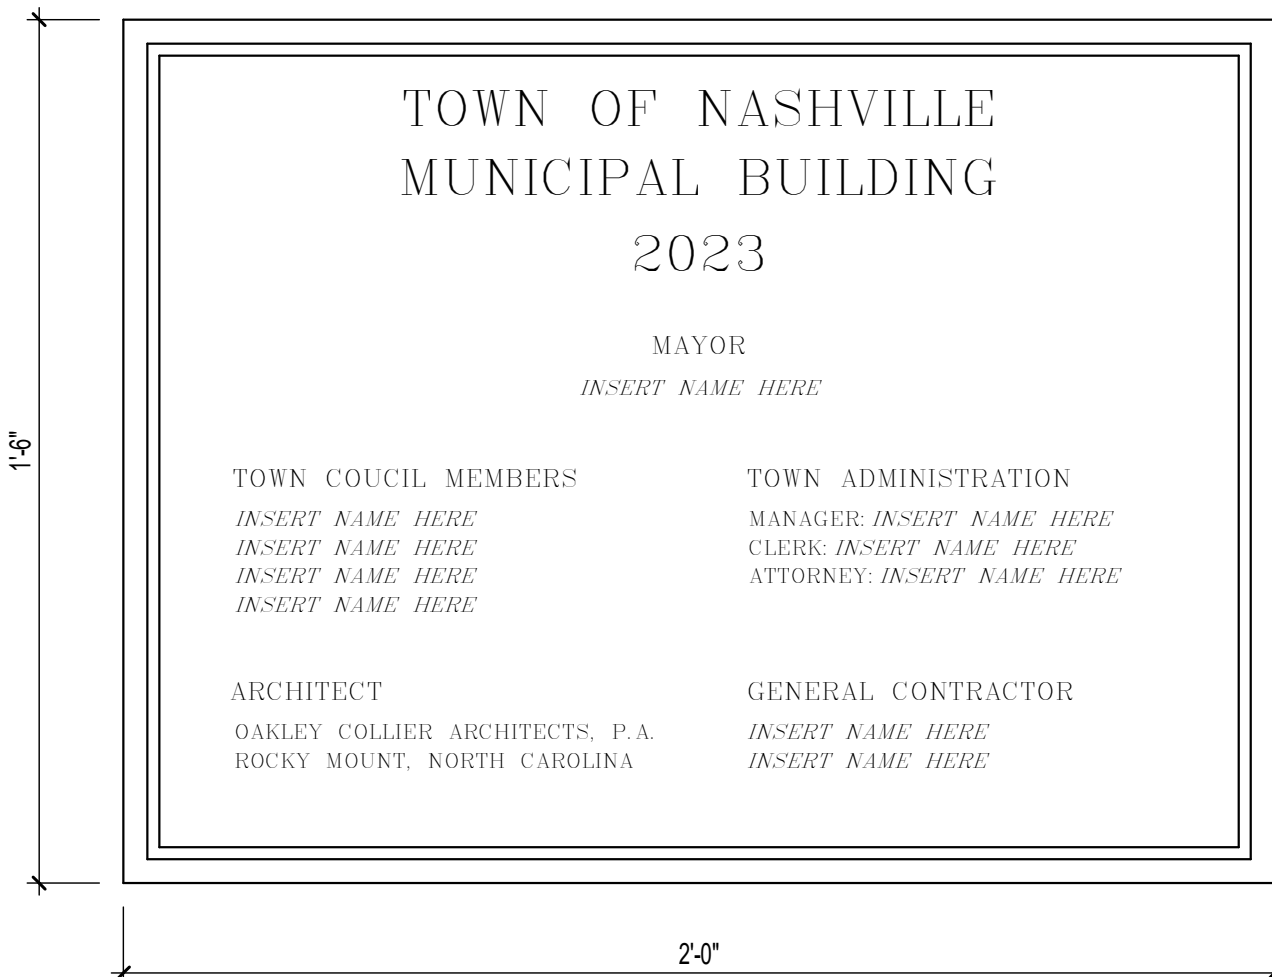 TOWN OF NASHVILLE
MUNICIPAL BUILDING
2023
MAYOR
INSERT NAME HERE
1'-6"
TOWN COUCIL MEMBERS
INSERT NAME HERE
INSERT NAME HERE
INSERT NAME HERE
INSERT NAME HERE
TOWN ADMINISTRATION
MANAGER: INSERT NAME HERE
CLERK: INSERT NAME HERE
ATTORNEY: INSERT NAME HERE
ARCHITECT
OAKLEY COLLIER ARCHITECTS, P.A.
ROCKY MOUNT, NORTH CAROLINA
GENERAL CONTRACTOR
INSERT NAME HERE
INSERT NAME HERE
2'-0"